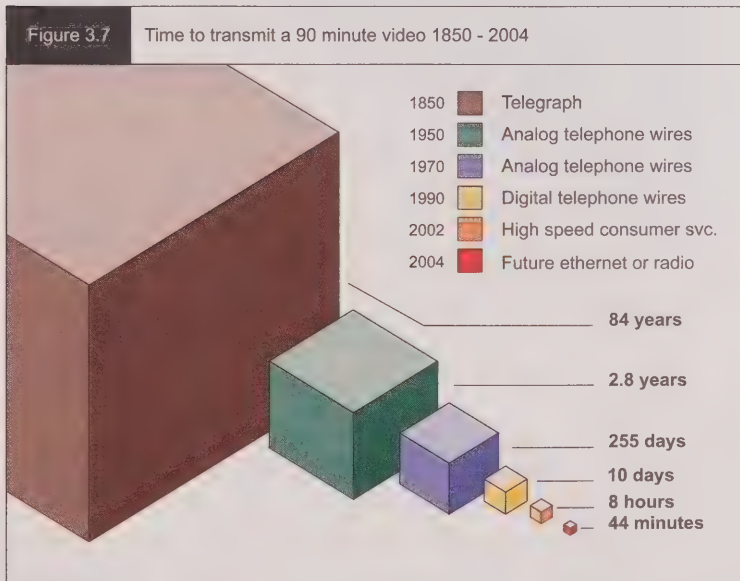 Figure 3.7 Time to transmit a 90 minute video 1850 - 2004
1850 Telegraph
1950 Analog telephone wires
1970 Analog telephone wires
1990 Digital telephone wires
2002 High speed consumer svc.
2004 Future ethernet or radio
84 years
2.8 years
255 days
10 days
8 hours
44 minutes